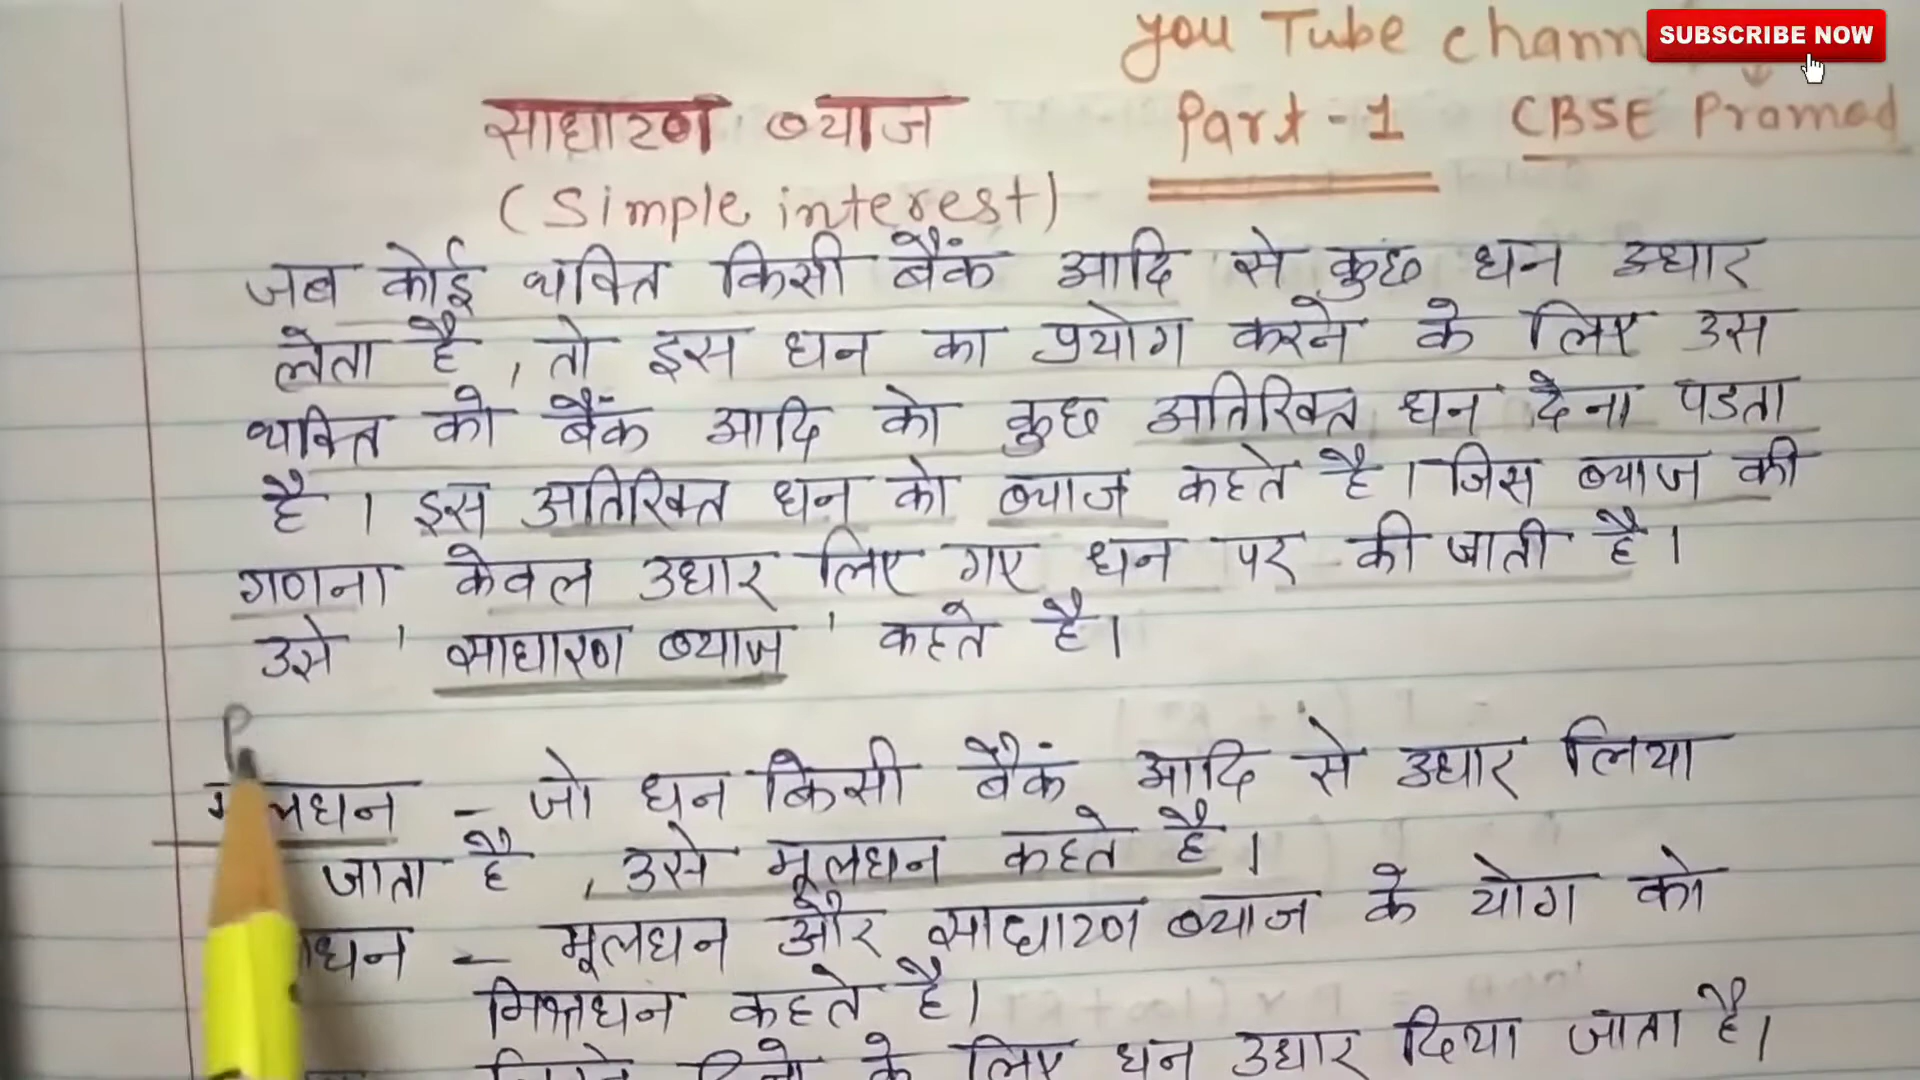 you Tube chann
SUBSCRIBE NOW
साधारण ब्याज
Part - 1
CBSE Pramod
(Simple interest)
जब कोई व्यक्ति किसी बैंक आदि से कुछ धन उधार
लेता है, तो इस धन का प्रयोग करने के लिए उस
व्यक्ति को बैंक आदि को कुछ अतिरिक्त धन देना पडता
है। इस अतिरिक्त धन को ब्याज कहते है। जिस ब्याज की
गणना केवल उधार लिए गए धन पर की जाती है।
उसे ' साधारण ब्याज ' कहते है।
P
मूलधन - जो धन किसी बैंक आदि से उधार लिया
जाता है, उसे मूलधन कहते है।
धन - मूलधन और साधारण ब्याज के योग को
मिश्रधन कहते है।
के लिए धन उधार दिया जाता है।